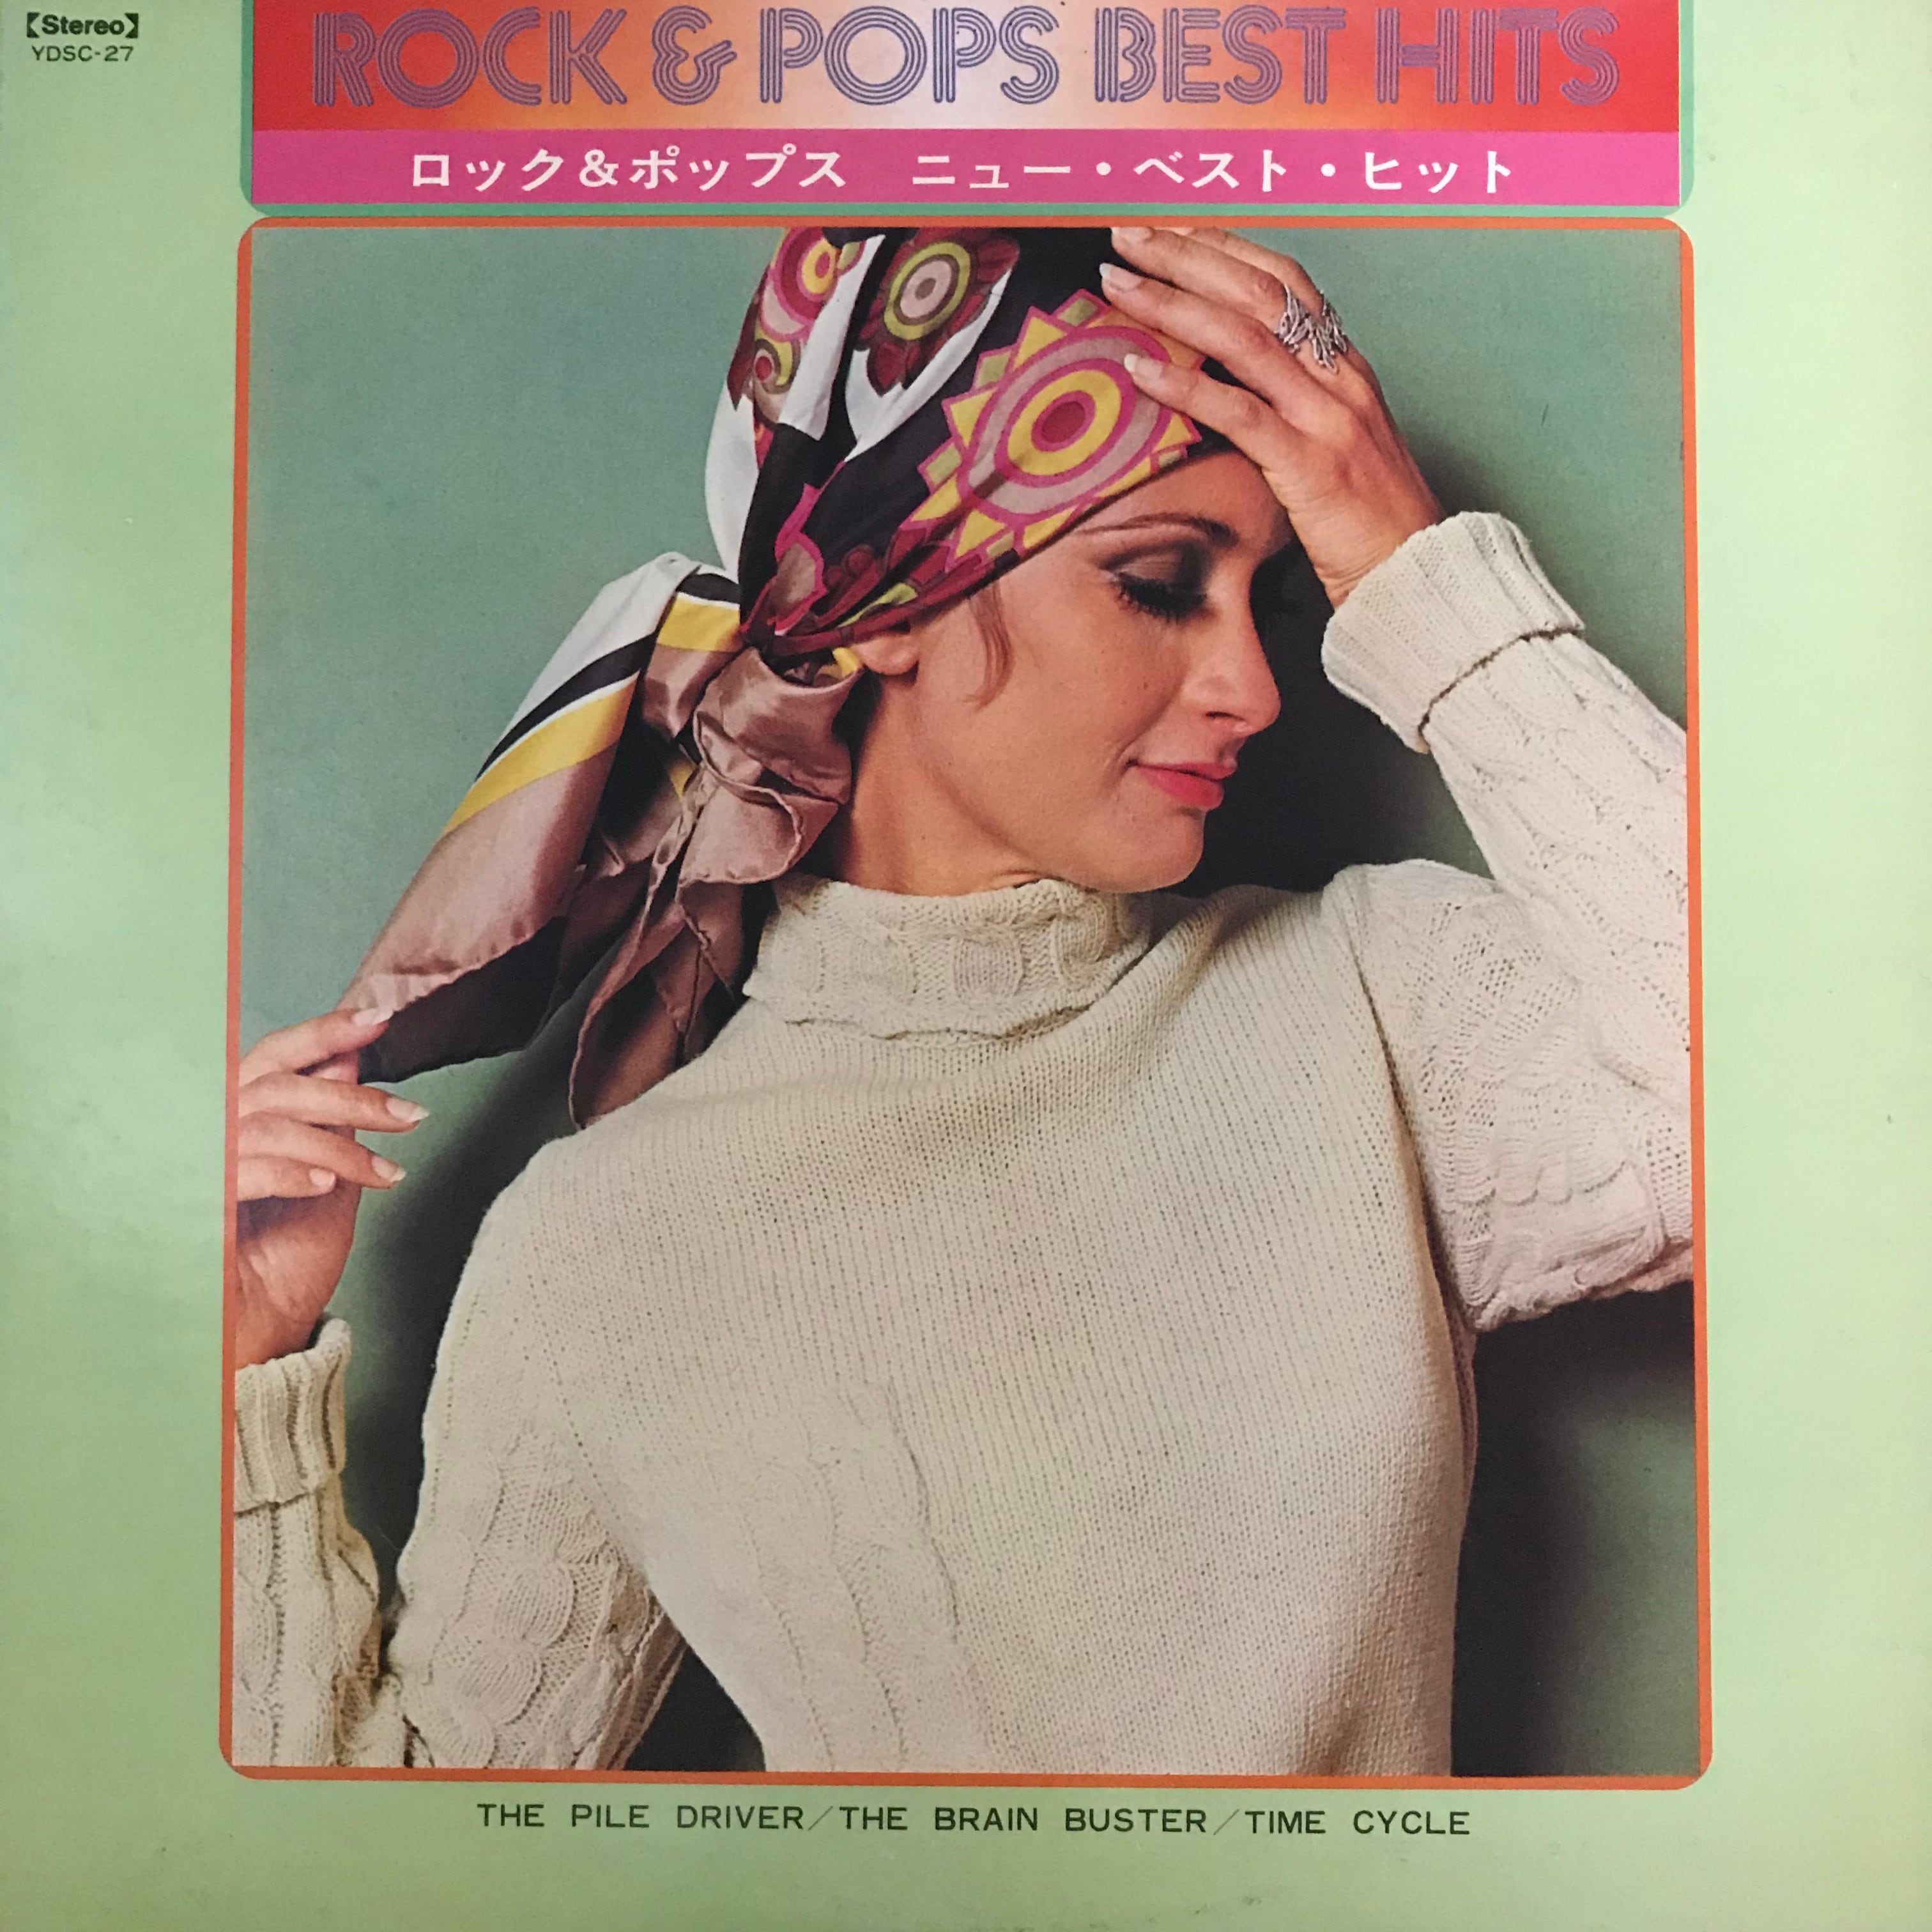 【Stereo】
YDSC-27
ROCK & POPS BEST HITS
ロック&ポップス ニュー・ベスト・ヒット
THE PILE DRIVER/THE BRAIN BUSTER/TIME CYCLE